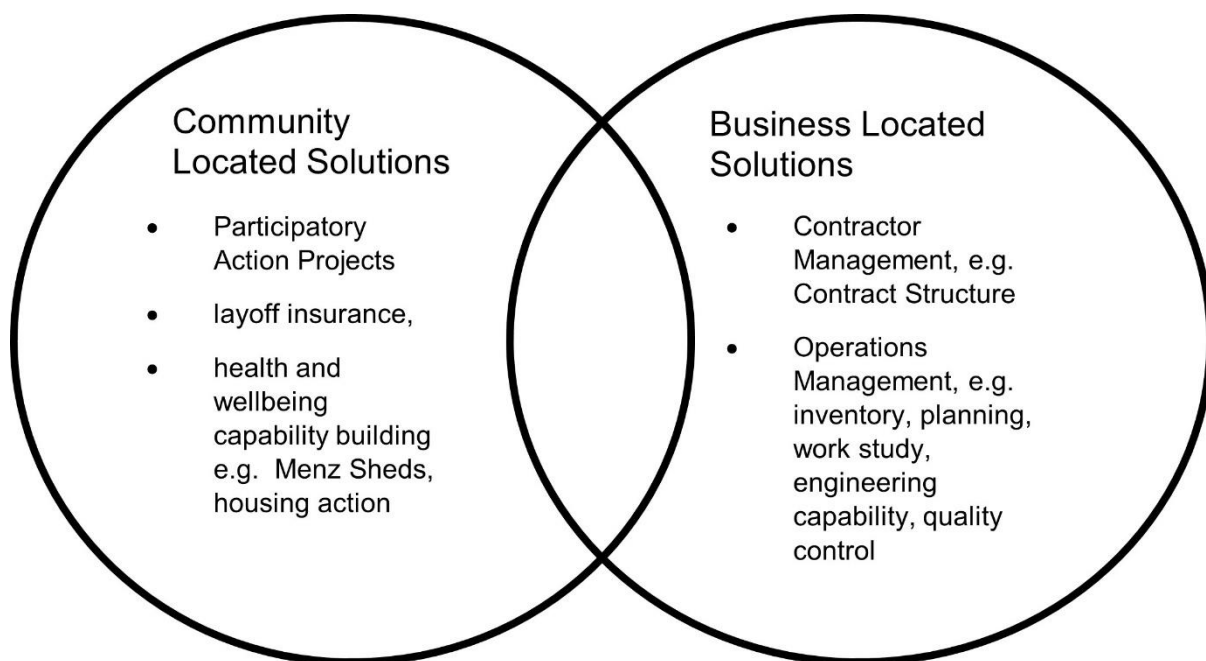 Community
Located Solutions
• Participatory
Action Projects
• layoff insurance,
• health and
wellbeing
capability building
e.g. Menz Sheds,
housing action
Business Located
Solutions
• Contractor
Management, e.g.
Contract Structure
• Operations
Management, e.g.
inventory, planning,
work study,
engineering
capability, quality
control